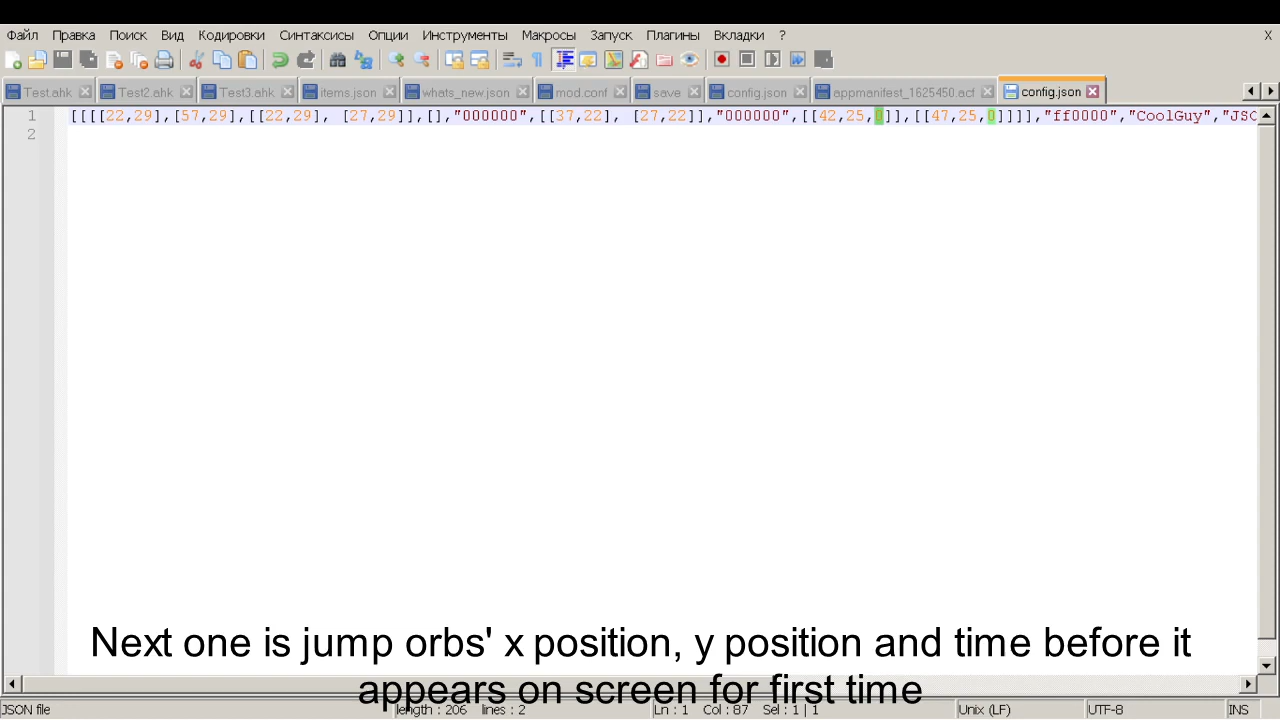 Файл Правка Поиск Вид Кодировки Синтаксисы Опции Инструменты Макросы Запуск Плагины Вкладки ? X
Test.ahk Test2.ahk Test3.ahk items.json whats_new.json mod.conf save config.json appmanifest_1625450.acf config.json
1 [[[[22,29],[57,29],[[22,29], [27,29]],[],"000000",[[37,22], [27,22]],"000000",[[42,25,0]],[[47,25,0]]]],"ff0000","CoolGuy","JSO
2
Next one is jump orbs' x position, y position and time before it
appears on screen for first time
JSON file length : 206 lines : 2 Ln : 1 Col : 87 Sel : 1 | 1 Unix (LF) UTF-8 INS